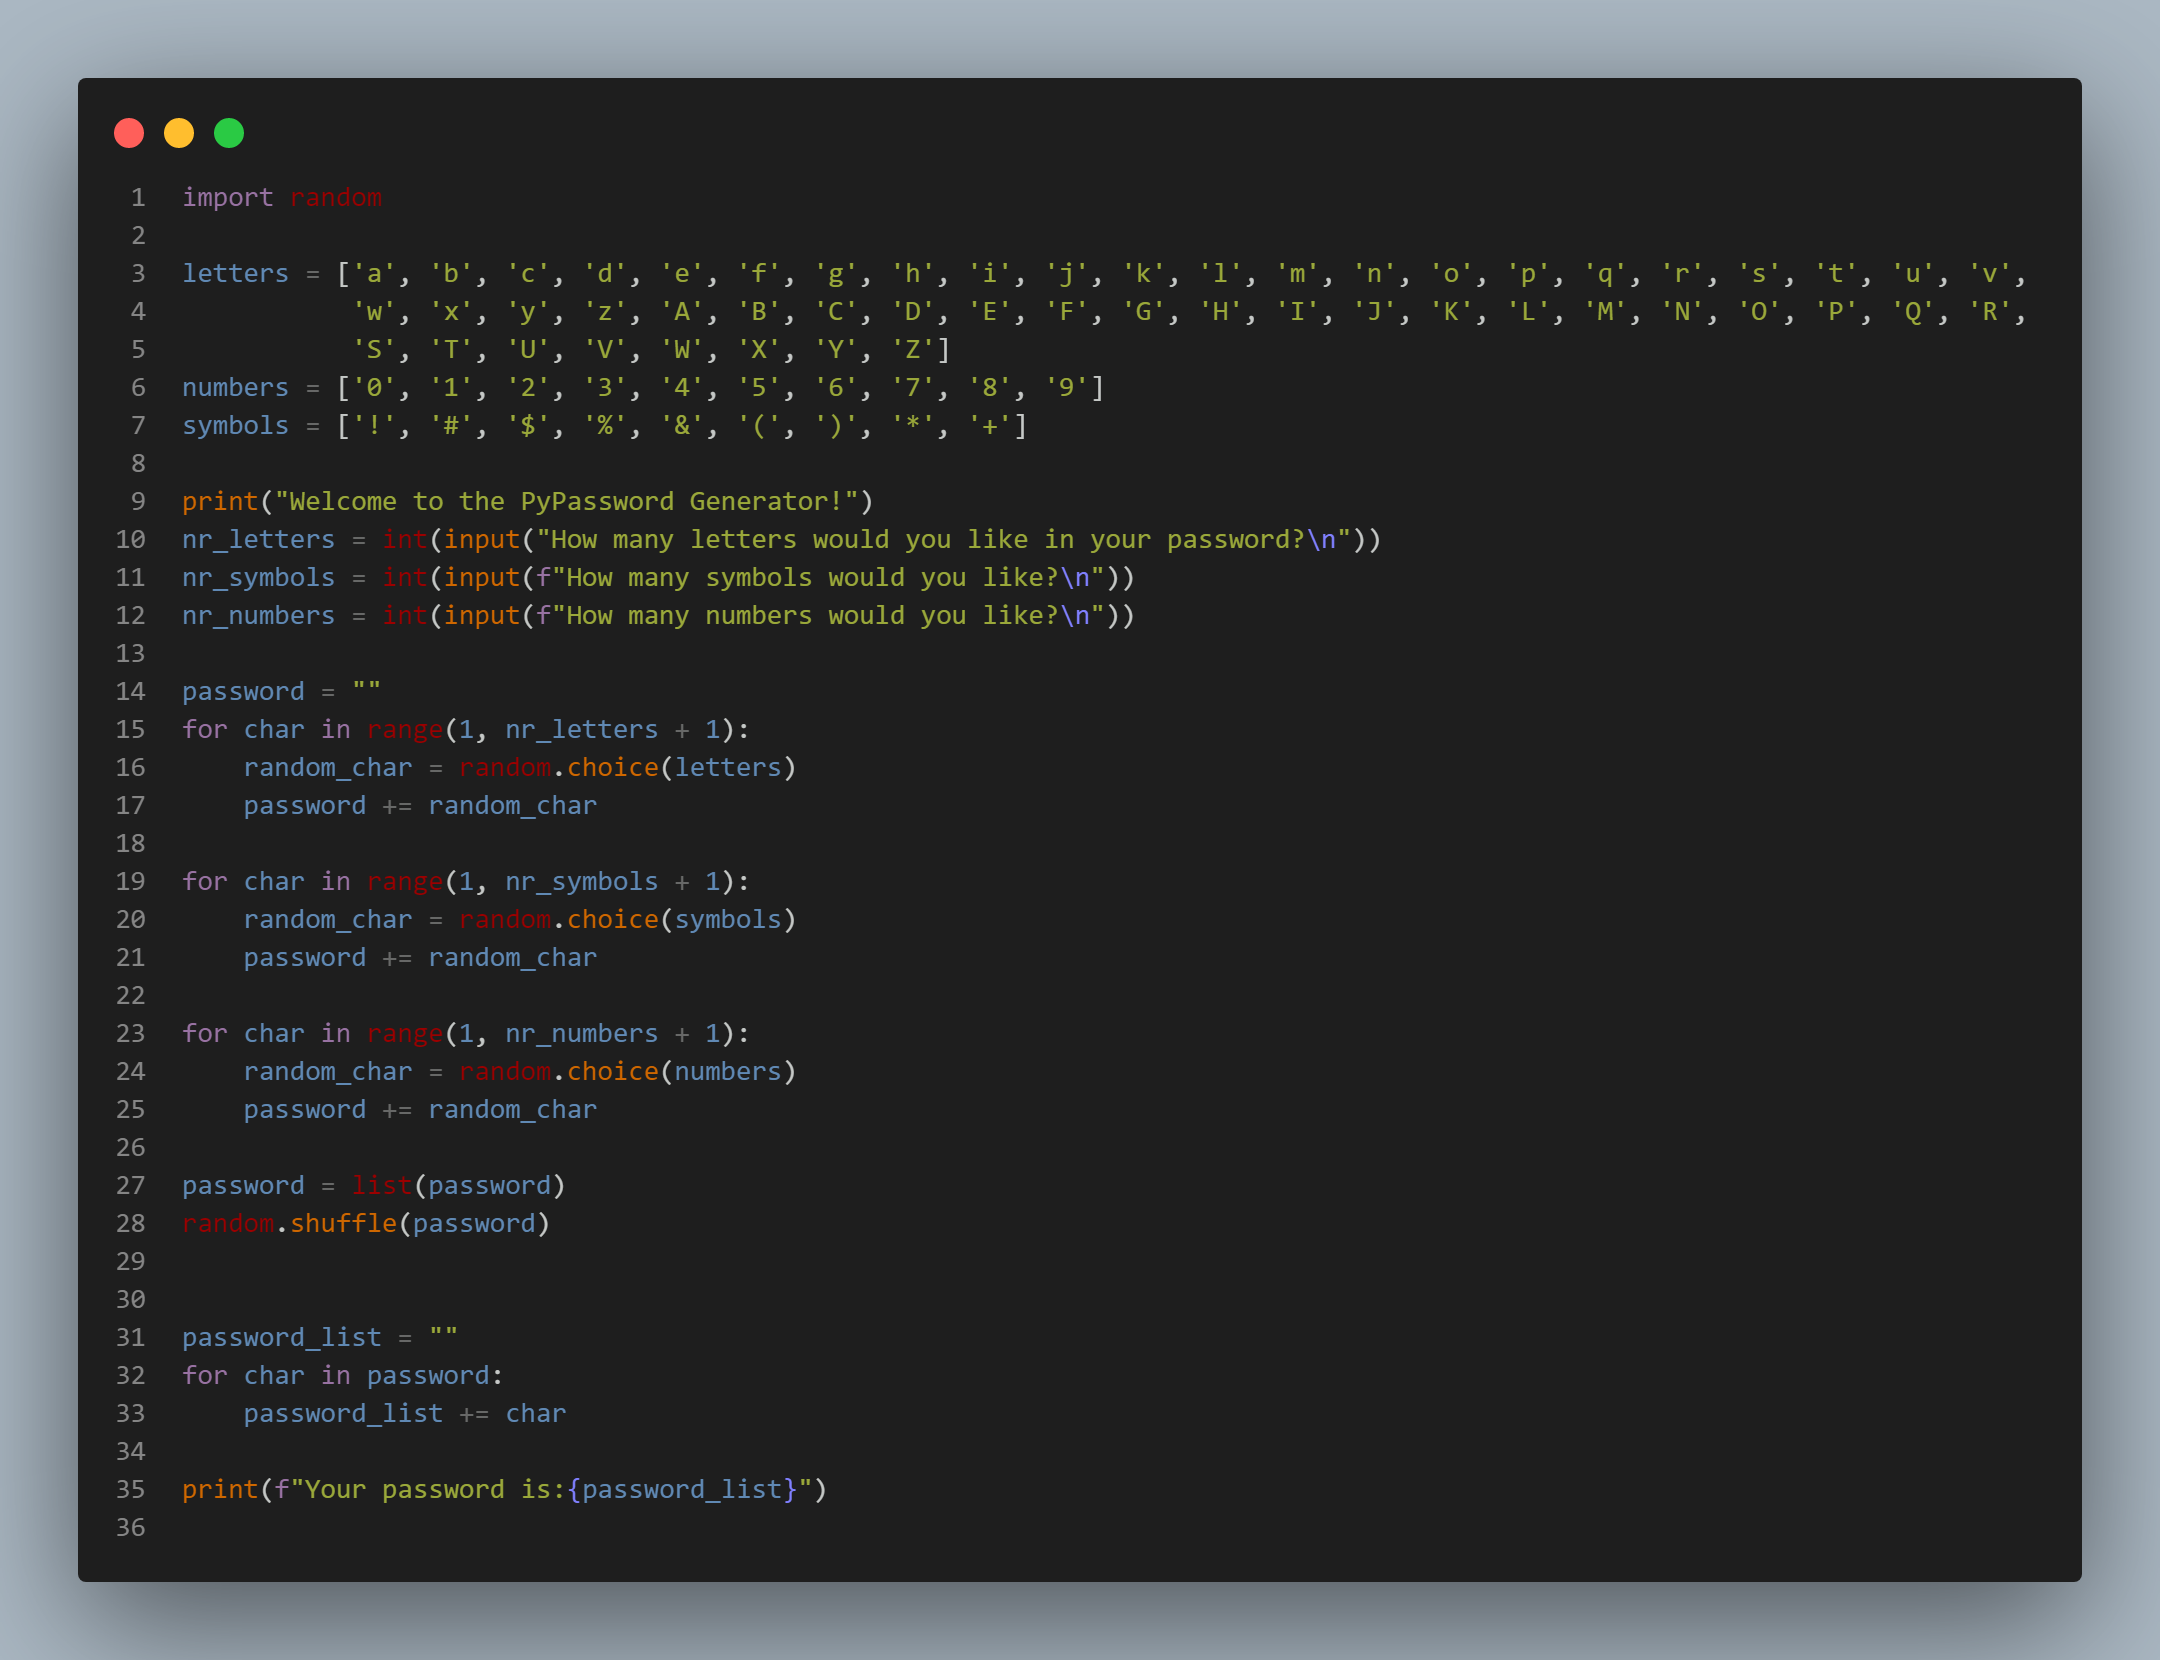 1 import random
2
3 letters = ['a', 'b', 'c', 'd', 'e', 'f', 'g', 'h', 'i', 'j', 'k', 'l', 'm', 'n', 'o', 'p', 'q', 'r', 's', 't', 'u', 'v',
4            'w', 'x', 'y', 'z', 'A', 'B', 'C', 'D', 'E', 'F', 'G', 'H', 'I', 'J', 'K', 'L', 'M', 'N', 'O', 'P', 'Q', 'R',
5            'S', 'T', 'U', 'V', 'W', 'X', 'Y', 'Z']
6 numbers = ['0', '1', '2', '3', '4', '5', '6', '7', '8', '9']
7 symbols = ['!', '#', '$', '%', '&', '(', ')', '*', '+']
8
9 print("Welcome to the PyPassword Generator!")
10 nr_letters = int(input("How many letters would you like in your password?\n"))
11 nr_symbols = int(input(f"How many symbols would you like?\n"))
12 nr_numbers = int(input(f"How many numbers would you like?\n"))
13
14 password = ""
15 for char in range(1, nr_letters + 1):
16     random_char = random.choice(letters)
17     password += random_char
18
19 for char in range(1, nr_symbols + 1):
20     random_char = random.choice(symbols)
21     password += random_char
22
23 for char in range(1, nr_numbers + 1):
24     random_char = random.choice(numbers)
25     password += random_char
26
27 password = list(password)
28 random.shuffle(password)
29
30
31 password_list = ""
32 for char in password:
33     password_list += char
34
35 print(f"Your password is:{password_list}")
36